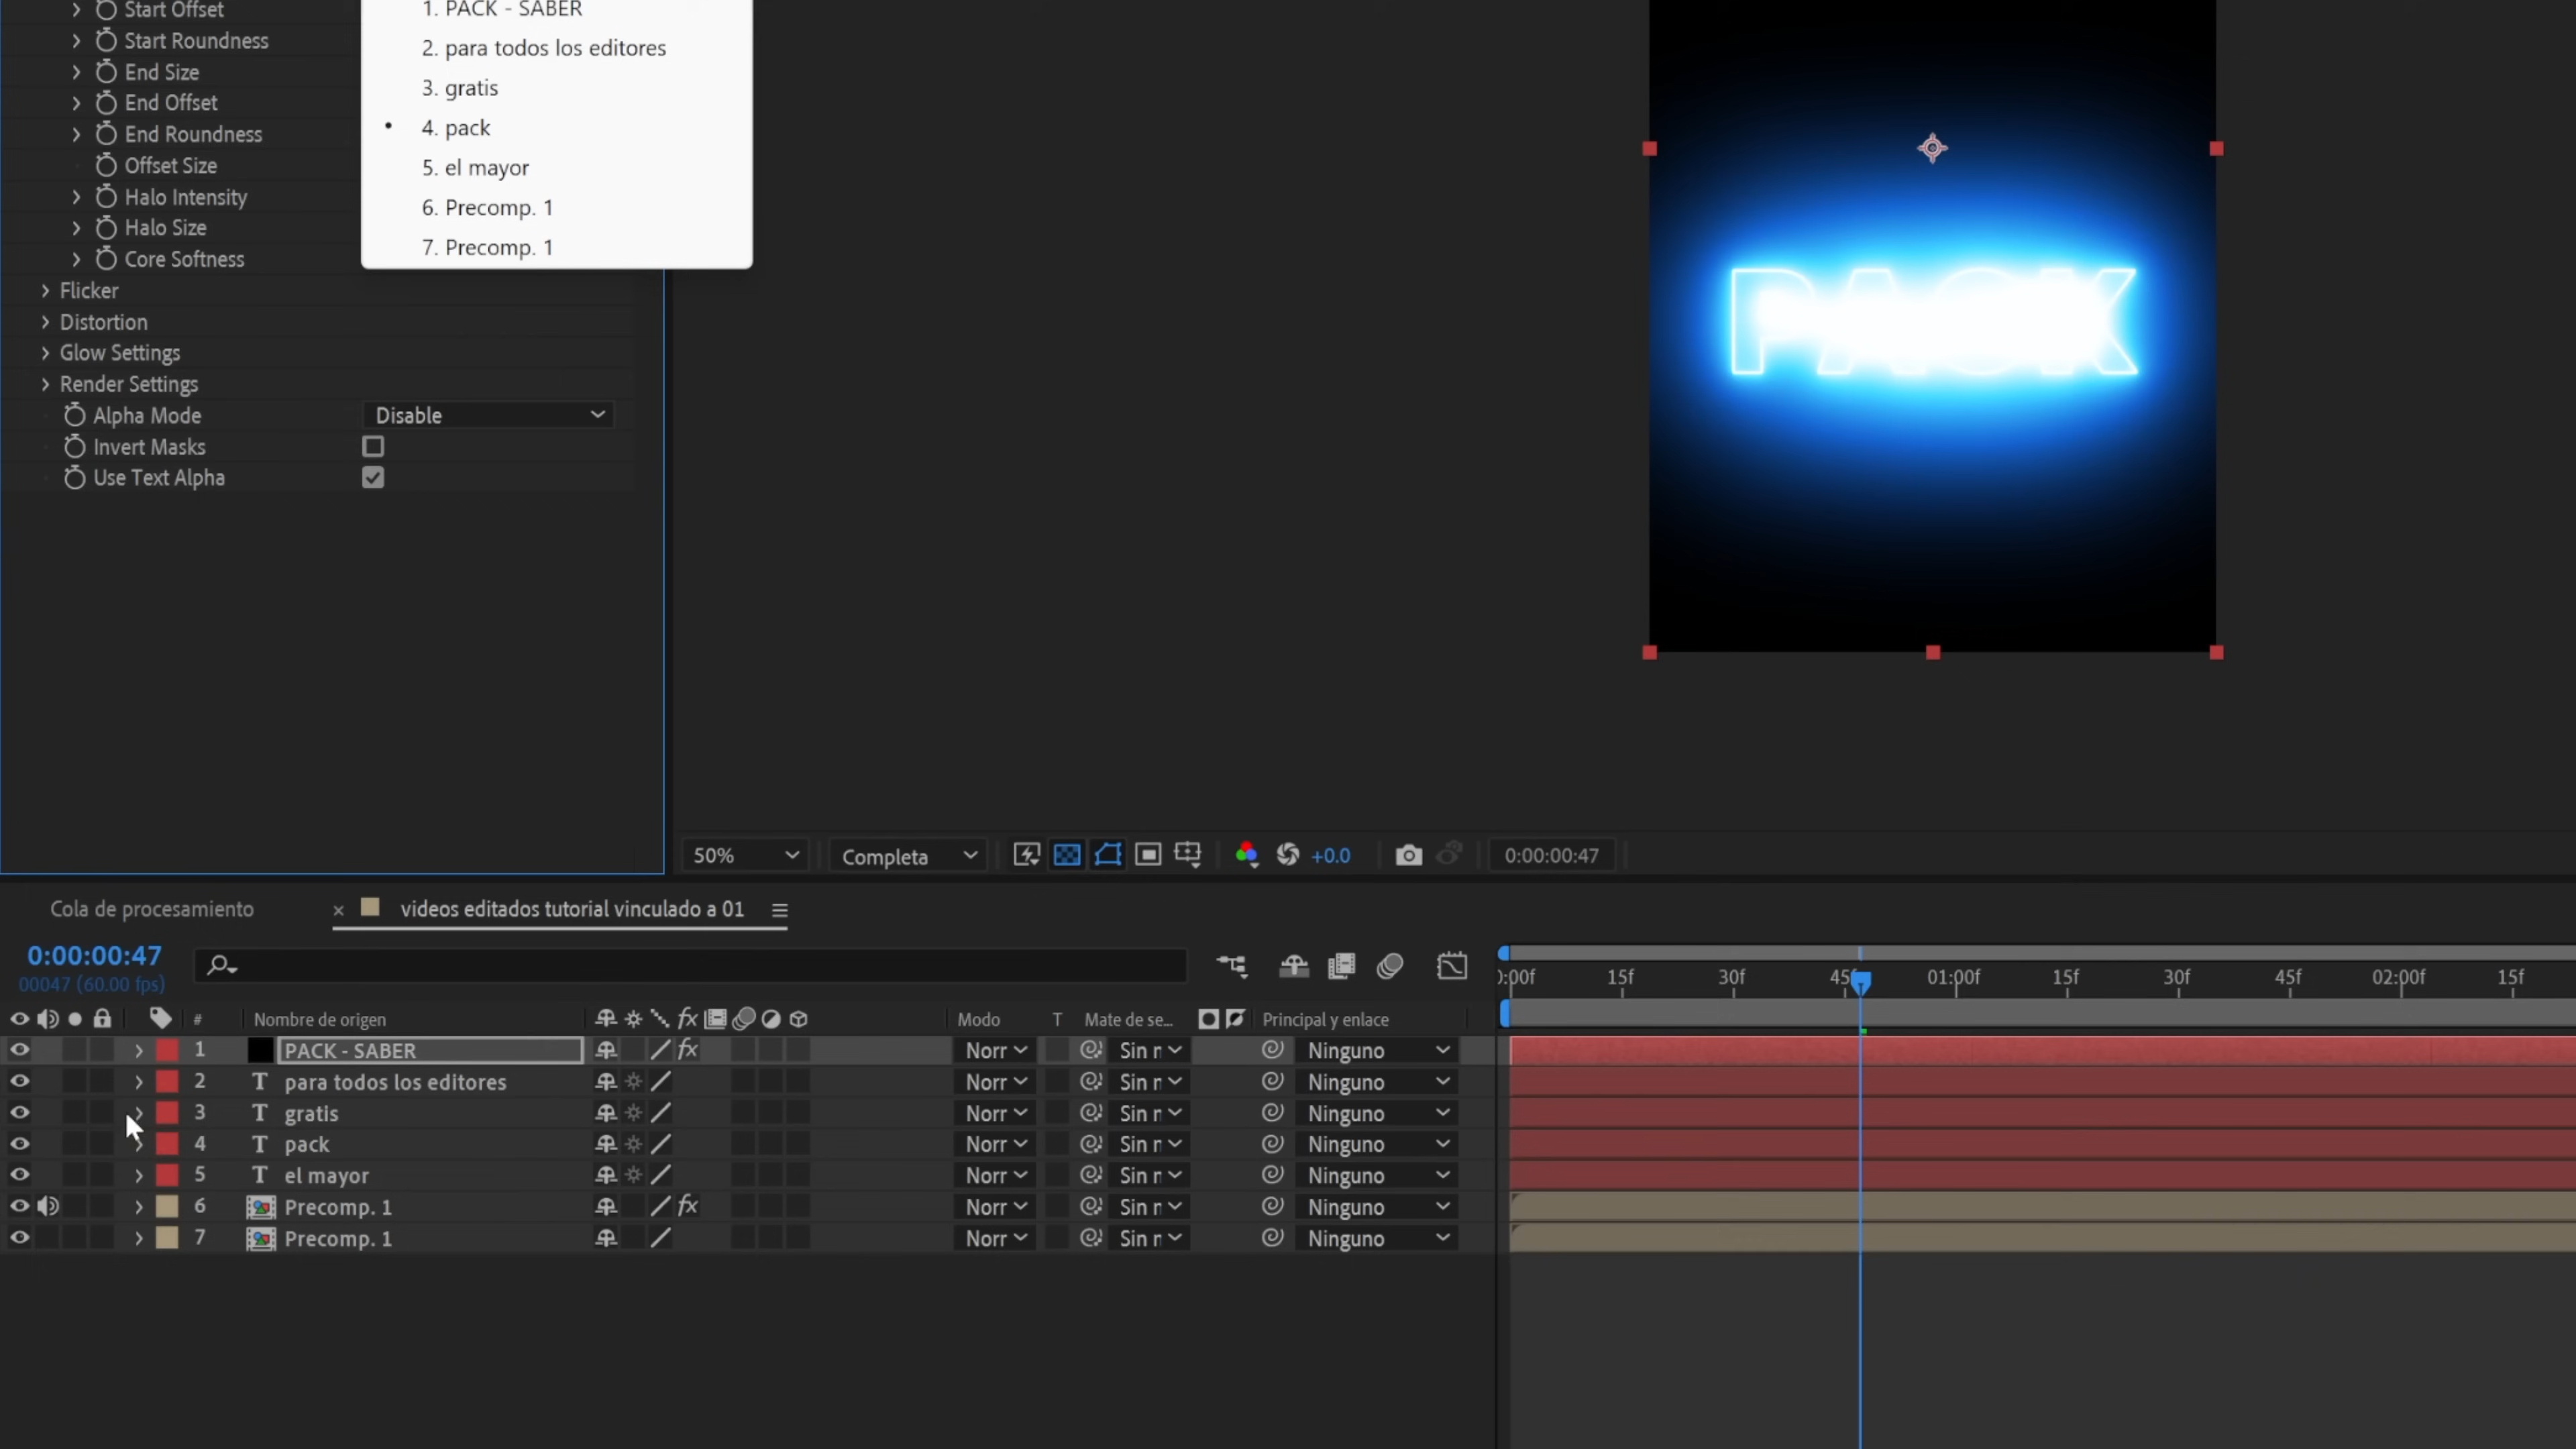 Start Offset
Start Roundness
End Size
End Offset
End Roundness
Offset Size
Halo Intensity
Halo Size
Core Softness
Flicker
Distortion
Glow Settings
Render Settings
Alpha Mode Disable
Invert Masks
Use Text Alpha
1. PACK - SABER
2. para todos los editores
3. gratis
• 4. pack
5. el mayor
6. Precomp. 1
7. Precomp. 1
PACK
50% Completa +0.0 0:00:00:47
Cola de procesamiento × videos editados tutorial vinculado a 01
0:00:00:47
00047 (60.00 fps)
):00f 15f 30f 45f 01:00f 15f 30f 45f 02:00f 15f
# Nombre de origen fx Modo T Mate de se... Principal y enlace
1 PACK - SABER fx Norr Sin r Ninguno
2 T para todos los editores Norr Sin r Ninguno
3 T gratis Norr Sin r Ninguno
4 T pack Norr Sin r Ninguno
5 T el mayor Norr Sin r Ninguno
6 Precomp. 1 fx Norr Sin r Ninguno
7 Precomp. 1 Norr Sin r Ninguno